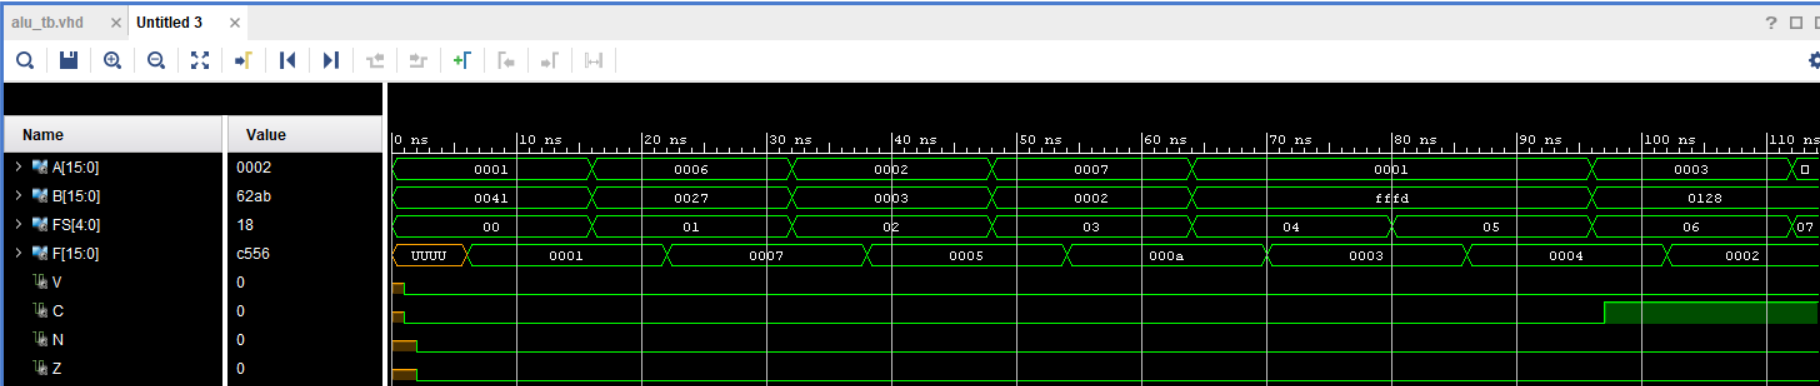 alu_tb.vhd × Untitled 3 × ?
Name Value 0 ns 10 ns 20 ns 30 ns 40 ns 50 ns 60 ns 70 ns 80 ns 90 ns 100 ns 110 ns
A[15:0] 0002 0001 0006 0002 0007 0001 0003
B[15:0] 62ab 0041 0027 0003 0002 fffd 0128
FS[4:0] 18 00 01 02 03 04 05 06 07
F[15:0] c556 UUUU 0001 0007 0005 000a 0003 0004 0002
V 0
C 0
N 0
Z 0